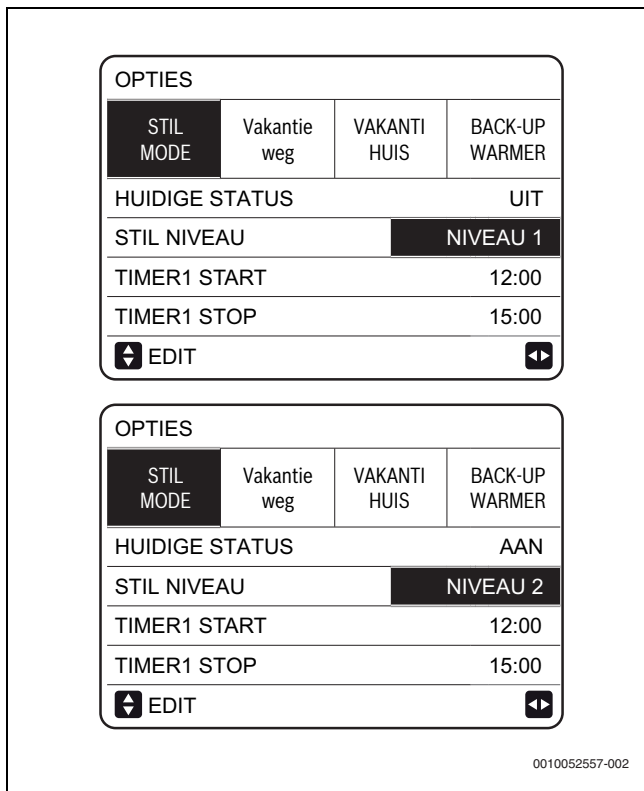 OPTIES
STIL MODE Vakantie weg VAKANTI HUIS BACK-UP WARMER
HUIDIGE STATUS UIT
STIL NIVEAU NIVEAU 1
TIMER1 START 12:00
TIMER1 STOP 15:00
EDIT
OPTIES
STIL MODE Vakantie weg VAKANTI HUIS BACK-UP WARMER
HUIDIGE STATUS AAN
STIL NIVEAU NIVEAU 2
TIMER1 START 12:00
TIMER1 STOP 15:00
EDIT
0010052557-002